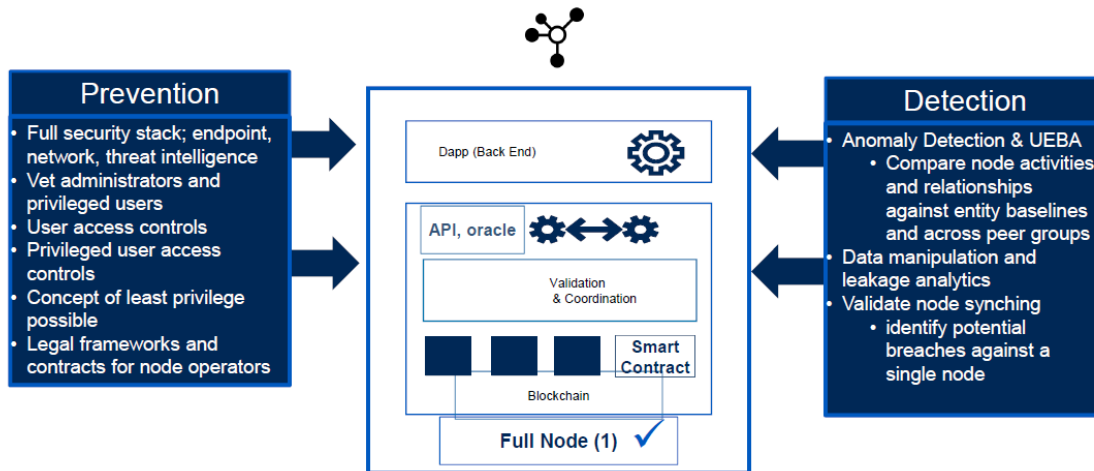 Prevention
• Full security stack; endpoint,
network, threat intelligence
• Vet administrators and
privileged users
• User access controls
• Privileged user access
controls
• Concept of least privilege
possible
• Legal frameworks and
contracts for node operators
Dapp (Back End)
API, oracle
Validation
& Coordination
Smart
Contract
Blockchain
Full Node (1)
Detection
• Anomaly Detection & UEBA
• Compare node activities
and relationships
against entity baselines
and across peer groups
• Data manipulation and
leakage analytics
• Validate node synching
• identify potential
breaches against a
single node